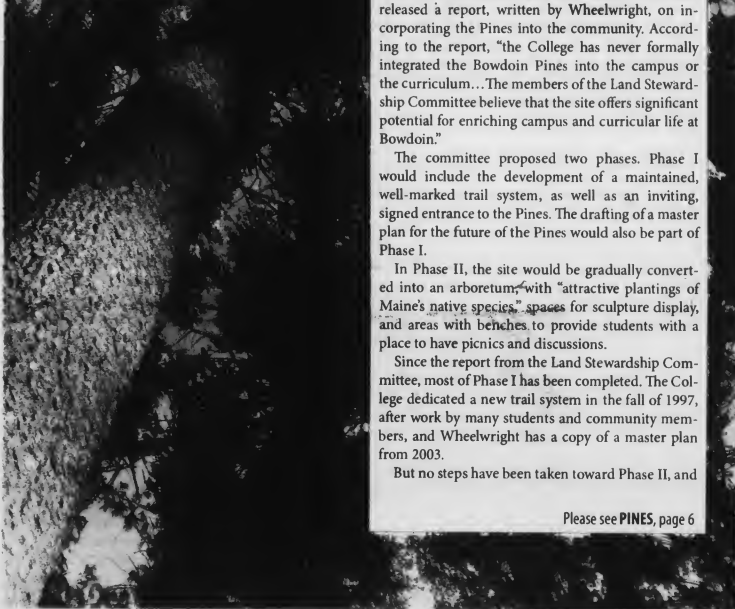 released a report, written by Wheelwright, on in-
corporating the Pines into the community. Accord-
ing to the report, "the College has never formally
integrated the Bowdoin Pines into the campus or
the curriculum…The members of the Land Steward-
ship Committee believe that the site offers significant
potential for enriching campus and curricular life at
Bowdoin."
The committee proposed two phases. Phase I
would include the development of a maintained,
well-marked trail system, as well as an inviting,
signed entrance to the Pines. The drafting of a master
plan for the future of the Pines would also be part of
Phase I.
In Phase II, the site would be gradually convert-
ed into an arboretum, with "attractive plantings of
Maine's native species," spaces for sculpture display,
and areas with benches to provide students with a
place to have picnics and discussions.
Since the report from the Land Stewardship Com-
mittee, most of Phase I has been completed. The Col-
lege dedicated a new trail system in the fall of 1997,
after work by many students and community mem-
bers, and Wheelwright has a copy of a master plan
from 2003.
But no steps have been taken toward Phase II, and
Please see PINES, page 6